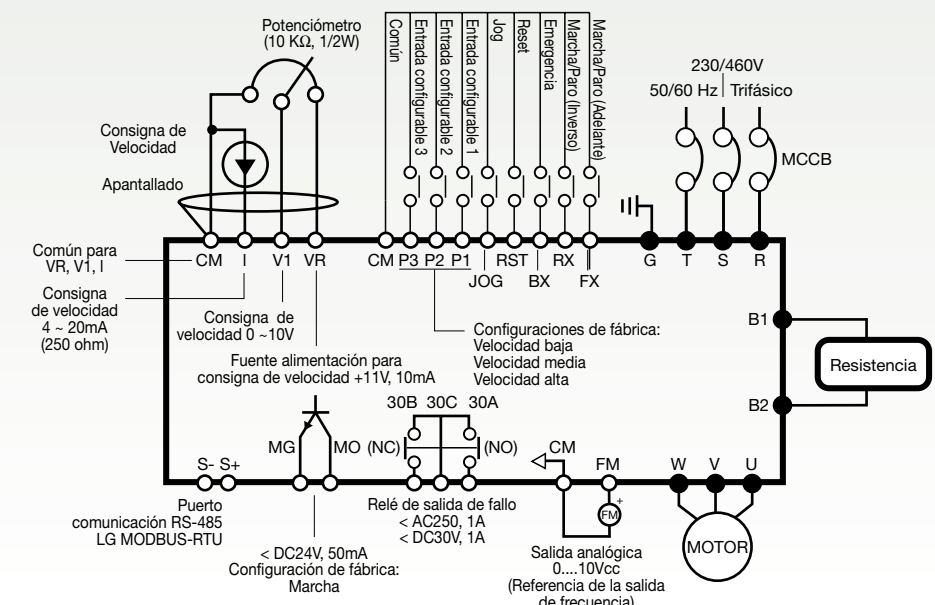 Potenciómetro
(10 KΩ, 1/2W)
Consigna de
Velocidad
Apantallado
Común
Entrada configurable 3
Entrada configurable 2
Entrada configurable 1
Jog
Reset
Emergencia
Marcha/Paro (Inverso)
Marcha/Paro (Adelante)
230/460V
50/60 Hz Trifásico
MCCB
CM I V1 VR
CM P3 P2 P1 JOG RST BX RX FX
G T S R
Común para
VR, V1, I
Consigna
de velocidad
4 ~ 20mA
(250 ohm)
Consigna de
velocidad 0 ~10V
Fuente alimentación para
consigna de velocidad +11V, 10mA
Configuraciones de fábrica:
Velocidad baja
Velocidad media
Velocidad alta
B1
Resistencia
B2
30B 30C 30A
MG MO (NC) (NO) CM
S- S+
FM
FM +
W V U
MOTOR
Puerto
comunicación RS-485
LG MODBUS-RTU
< DC24V, 50mA
Configuración de fábrica:
Marcha
Relé de salida de fallo
< AC250, 1A
< DC30V, 1A
Salida analógica
0....10Vcc
(Referencia de la salida
de frecuencia)